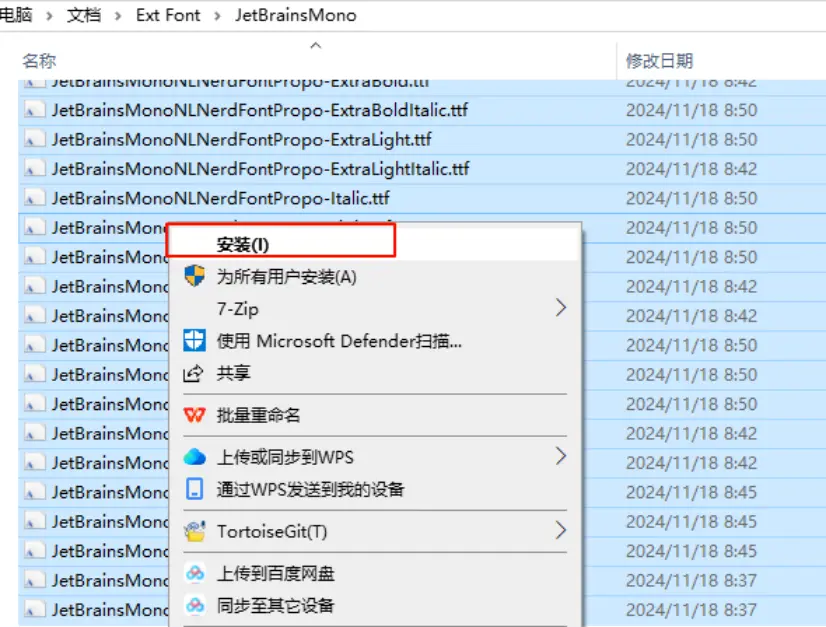 电脑 > 文档 > Ext Font > JetBrainsMono
名称 修改日期
JetBrainsMonoNLNerdFontPropo-ExtraBold.ttf 2024/11/18 8:42
JetBrainsMonoNLNerdFontPropo-ExtraBoldItalic.ttf 2024/11/18 8:50
JetBrainsMonoNLNerdFontPropo-ExtraLight.ttf 2024/11/18 8:50
JetBrainsMonoNLNerdFontPropo-ExtraLightItalic.ttf 2024/11/18 8:42
JetBrainsMonoNLNerdFontPropo-Italic.ttf 2024/11/18 8:50
JetBrainsMono 2024/11/18 8:50
安装(I)
JetBrainsMono 2024/11/18 8:50
为所有用户安装(A)
JetBrainsMono 2024/11/18 8:42
7-Zip
JetBrainsMono 2024/11/18 8:42
使用 Microsoft Defender扫描...
JetBrainsMono 2024/11/18 8:50
共享
JetBrainsMono 2024/11/18 8:50
JetBrainsMono 2024/11/18 8:50
批量重命名
JetBrainsMono 2024/11/18 8:42
上传或同步到WPS
JetBrainsMono 2024/11/18 8:42
通过WPS发送到我的设备
JetBrainsMono 2024/11/18 8:45
JetBrainsMono 2024/11/18 8:45
TortoiseGit(T)
JetBrainsMono 2024/11/18 8:45
上传到百度网盘
JetBrainsMono 2024/11/18 8:37
同步至其它设备
JetBrainsMono 2024/11/18 8:37